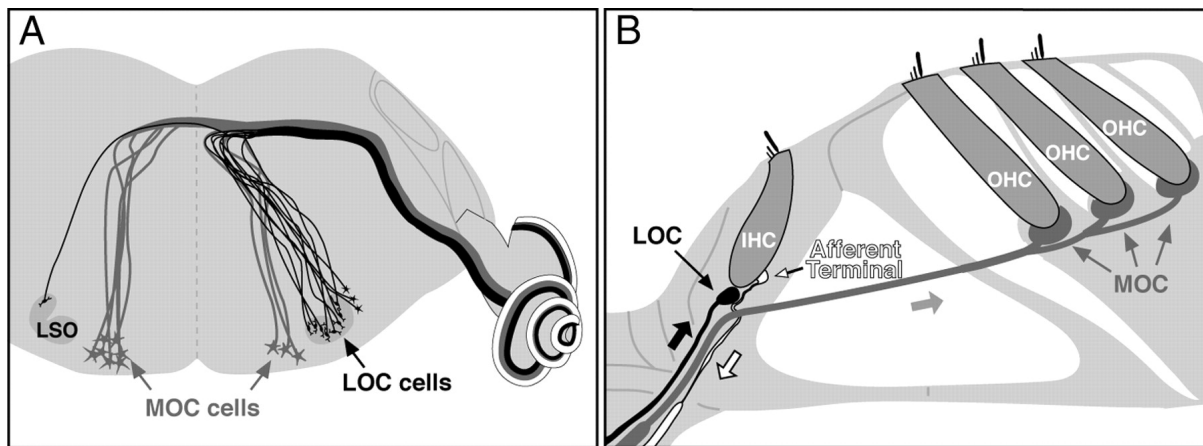 A
LSO
MOC cells
LOC cells
B
OHC
OHC
OHC
IHC
LOC
Afferent
Terminal
MOC